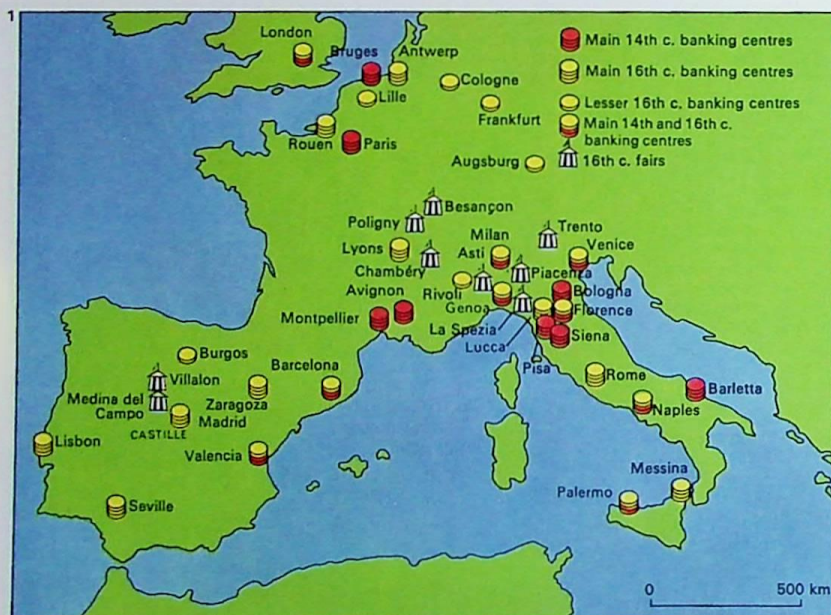 1
London
Bruges
Antwerp
Cologne
Lille
Frankfurt
Rouen
Paris
Augsburg
Main 14th c. banking centres
Main 16th c. banking centres
Lesser 16th c. banking centres
Main 14th and 16th c.
banking centres
16th c. fairs
Besançon
Poligny
Trento
Milan
Venice
Lyons
Asti
Chambéry
Piacenza
Avignon
Rivoli
Bologna
Genoa
Florence
Montpellier
La Spezia
Siena
Lucca
Pisa
Burgos
Barcelona
Villalon
Rome
Medina del
Campo
Zaragoza
Barletta
Madrid
Naples
CASTILLE
Lisbon
Valencia
Messina
Palermo
Seville
0
500 km